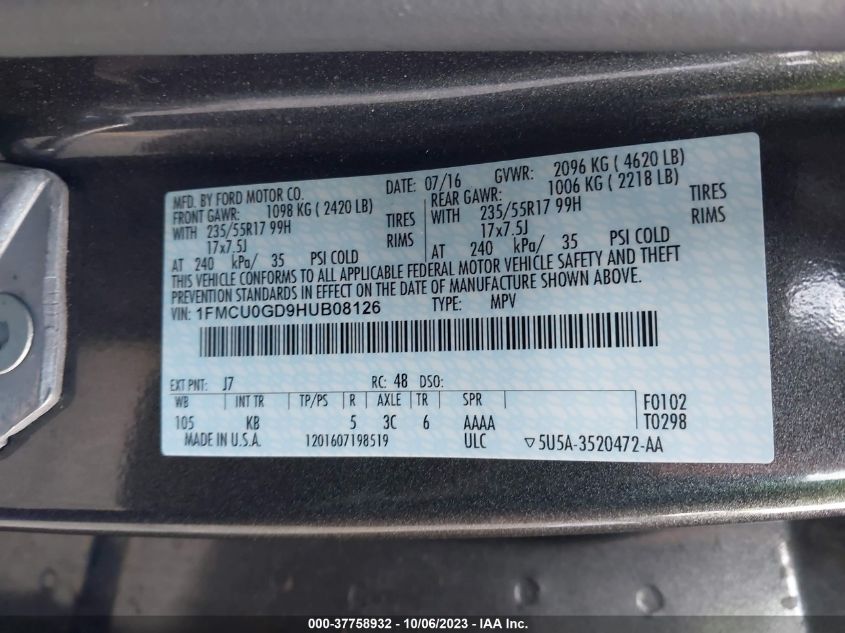 MFD. BY FORD MOTOR CO. DATE: 07/16 GVWR: 2096 KG ( 4620 LB)
FRONT GAWR: 1098 KG ( 2420 LB) REAR GAWR: 1006 KG ( 2218 LB)
WITH 235/55R17 99H TIRES WITH 235/55R17 99H TIRES
17x7.5J RIMS 17x7.5J RIMS
AT 240 kPa/ 35 PSI COLD AT 240 kPa/ 35 PSI COLD
THIS VEHICLE CONFORMS TO ALL APPLICABLE FEDERAL MOTOR VEHICLE SAFETY AND THEFT
PREVENTION STANDARDS IN EFFECT ON THE DATE OF MANUFACTURE SHOWN ABOVE.
VIN: 1FMCU0GD9HUB08126 TYPE: MPV
EXT PNT: J7 RC: 48 DSO:
WB INT TR TP/PS R AXLE TR SPR
105 KB 5 3C 6 AAAA
F0102
T0298
MADE IN U.S.A. 1201607198519 ULC ▽5U5A-3520472-AA
000-37758932 - 10/06/2023 - IAA Inc.